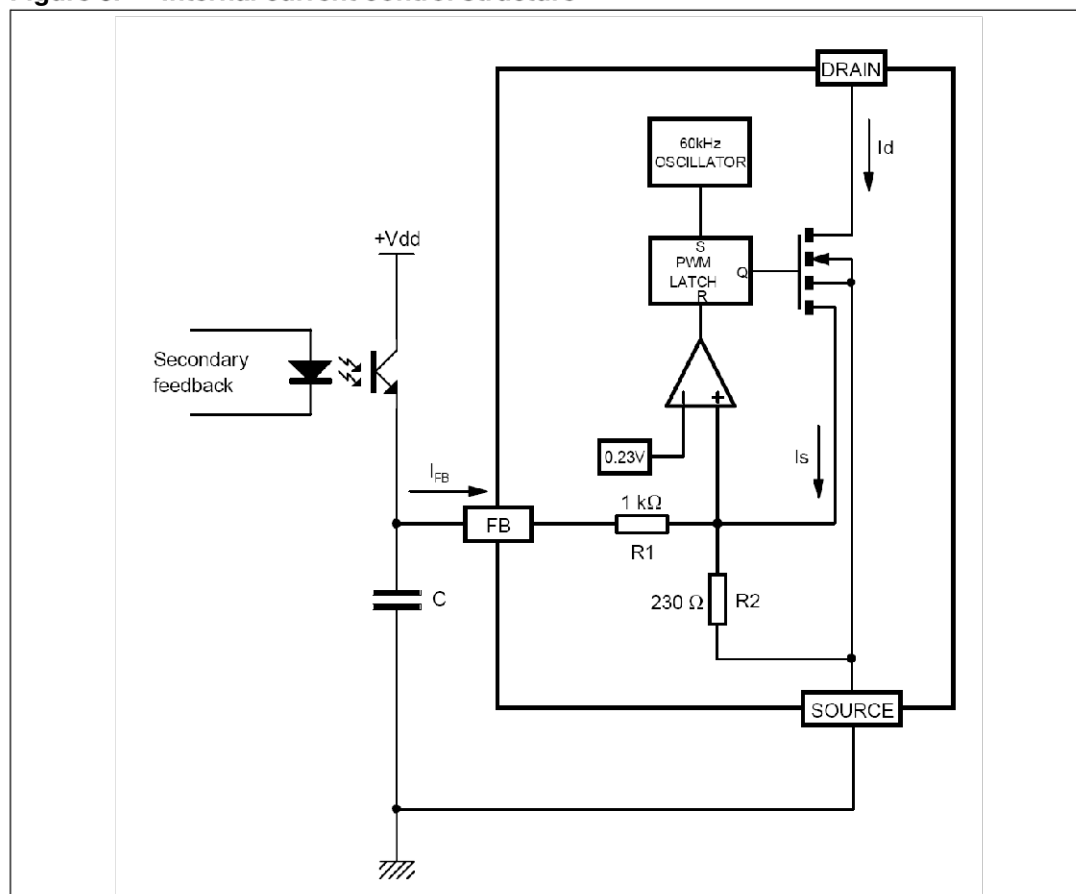 DRAIN
60kHz
OSCILLATOR
Id
+Vdd
S
PWM
LATCH
Q
R
Secondary
feedback
- +
0.23V
Is
I_FB
1 kΩ
FB
R1
C
230 Ω
R2
SOURCE